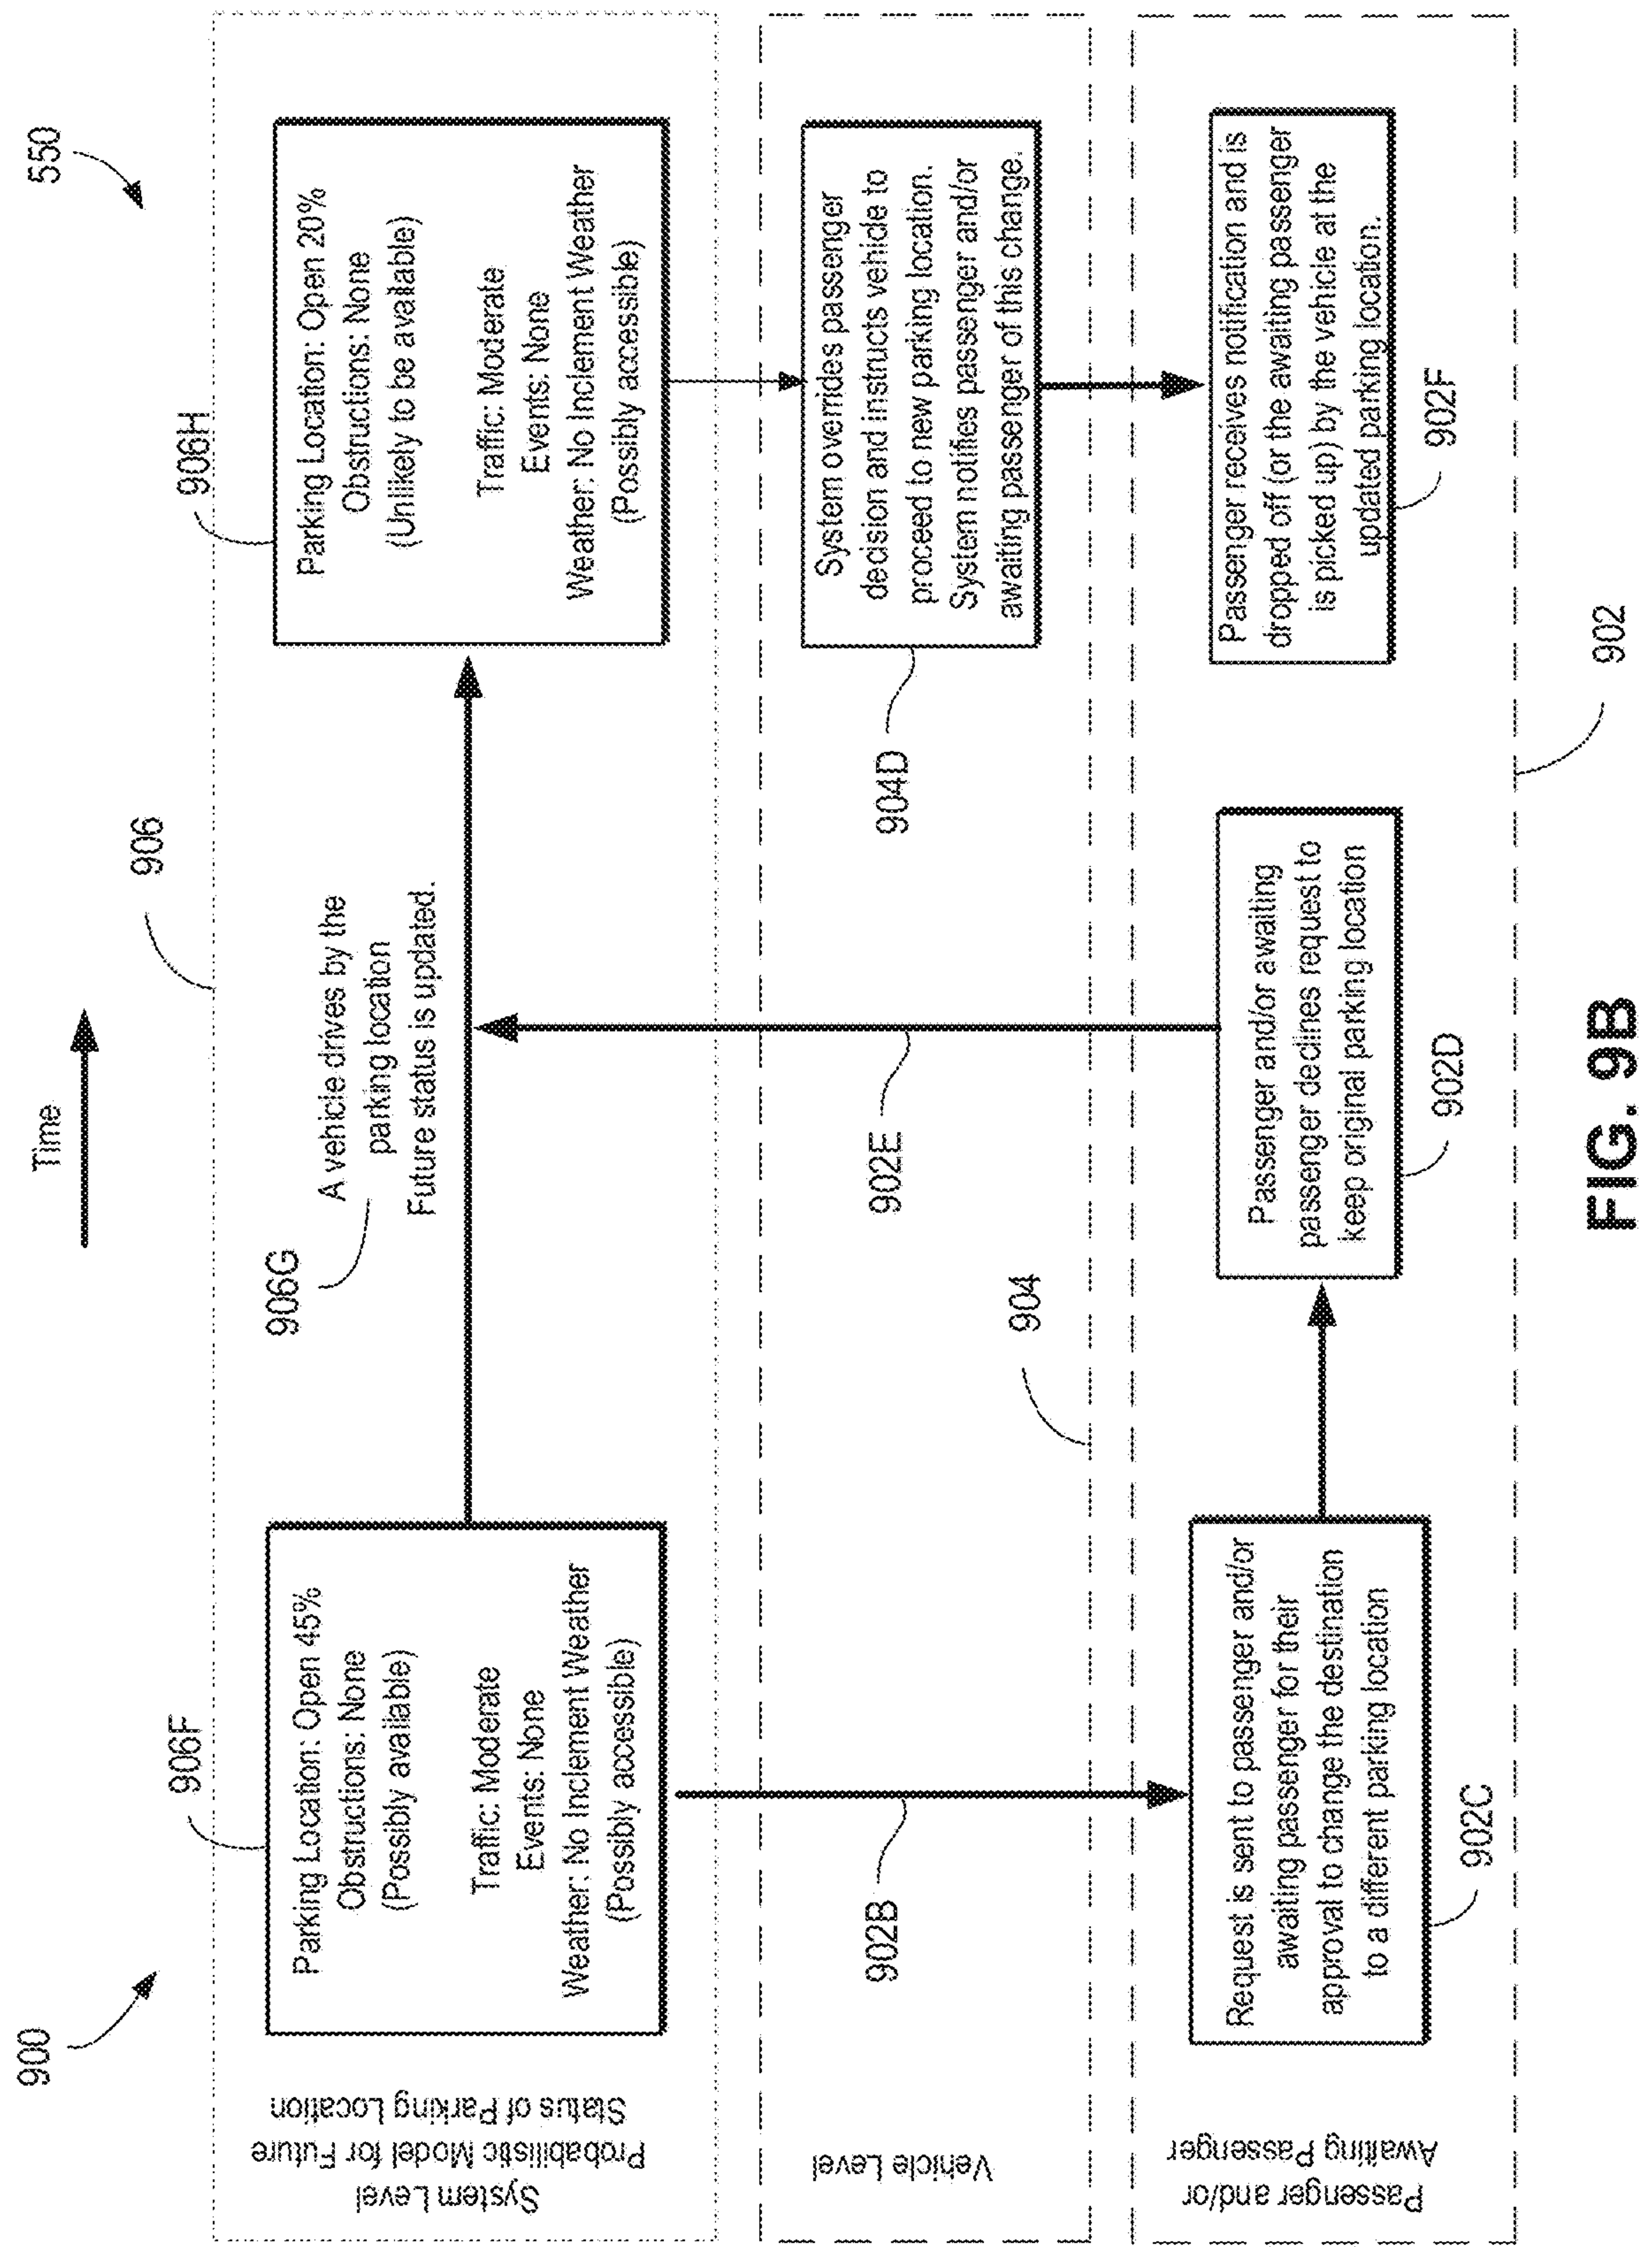 900
550
Time
906
System Level
Probabilistic Model for Future
Status of Parking Location
906F
Parking Location: Open 45%
Obstructions: None
(Possibly available)
Traffic: Moderate
Events: None
Weather: No Inclement Weather
(Possibly accessible)
906G
A vehicle drives by the
parking location
Future status is updated.
906H
Parking Location: Open 20%
Obstructions: None
(Unlikely to be available)
Traffic: Moderate
Events: None
Weather: No Inclement Weather
(Possibly accessible)
Vehicle Level
902B
904
902E
904D
System overrides passenger
decision and instructs vehicle to
proceed to new parking location.
System notifies passenger and/or
awaiting passenger of this change.
Passenger and/or
Awaiting Passenger
Request is sent to passenger and/or
awaiting passenger for their
approval to change the destination
to a different parking location
902C
Passenger and/or awaiting
passenger declines request to
keep original parking location
902D
Passenger receives notification and is
dropped off (or the awaiting passenger
is picked up) by the vehicle at the
updated parking location.
902F
902
FIG. 9B